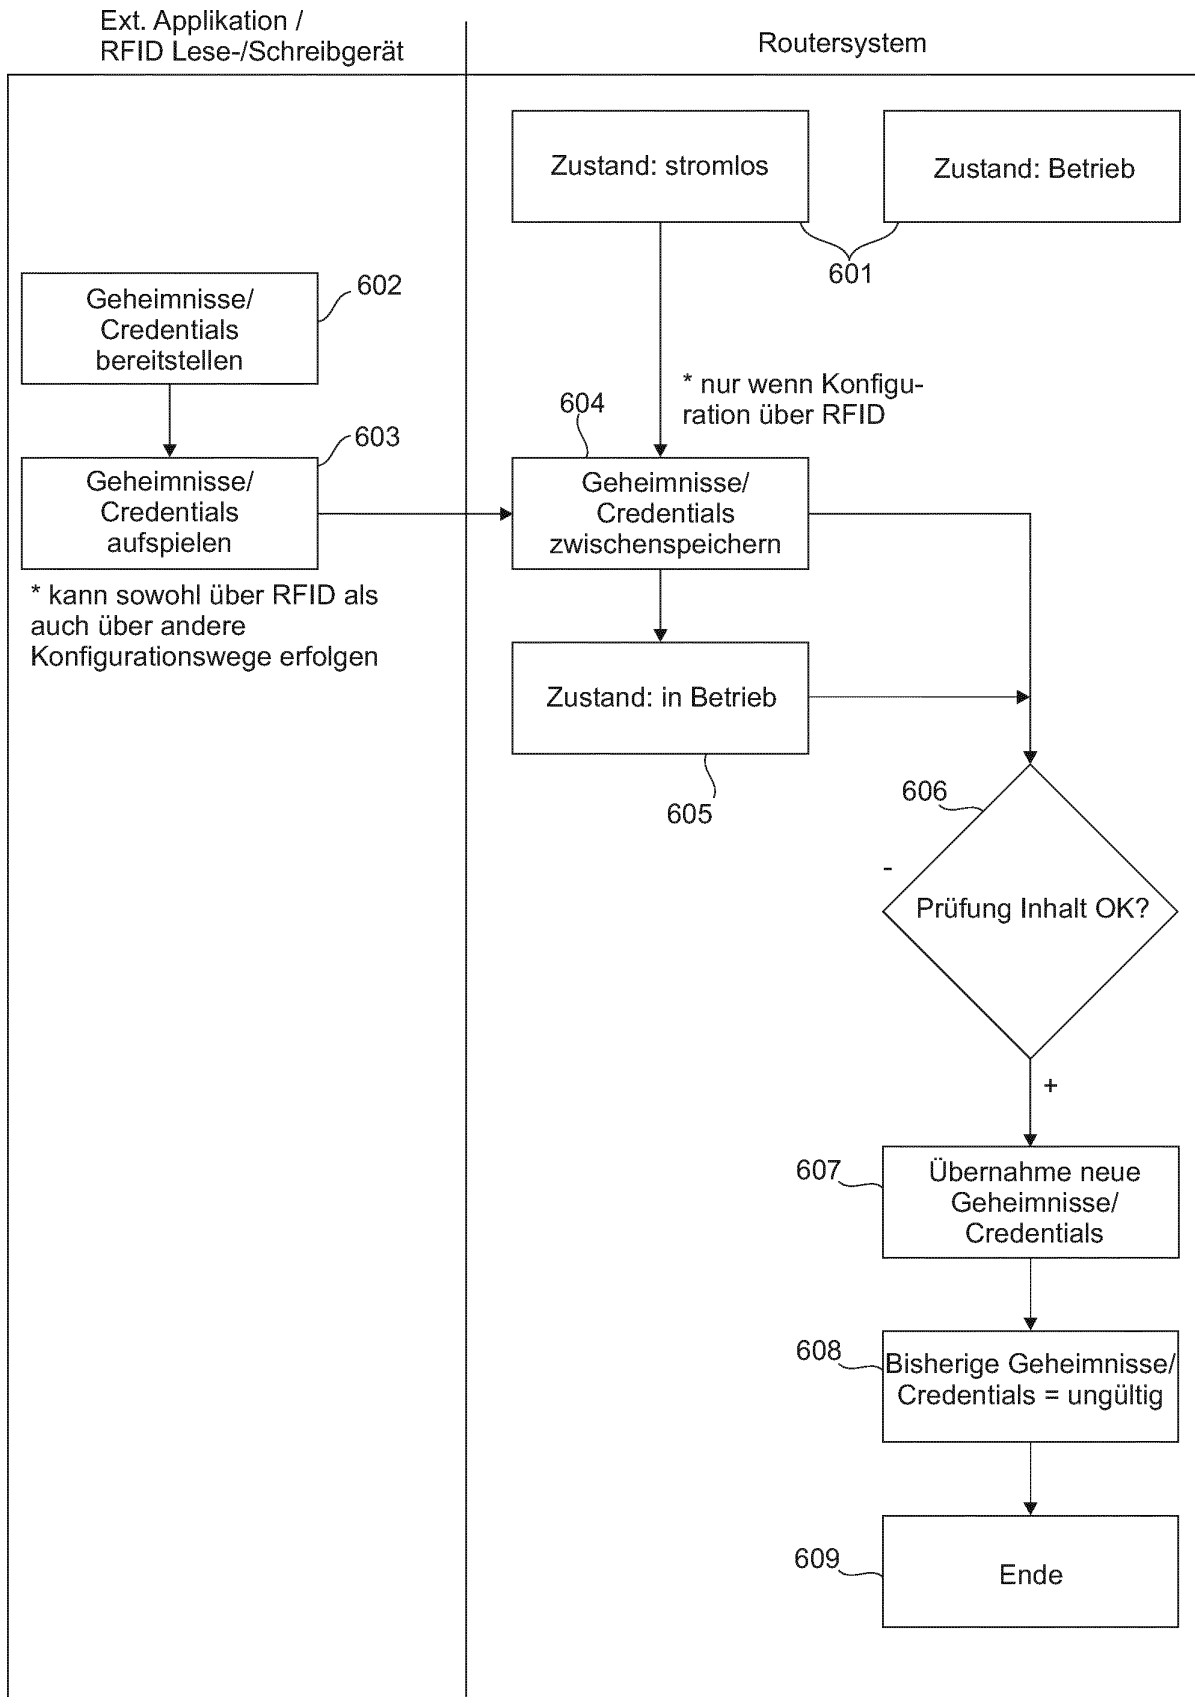 Ext. Applikation /
RFID Lese-/Schreibgerät
Routersystem
Zustand: stromlos
Zustand: Betrieb
601
602
Geheimnisse/
Credentials
bereitstellen
* nur wenn Konfigu-
ration über RFID
603
604
Geheimnisse/
Credentials
aufspielen
Geheimnisse/
Credentials
zwischenspeichern
* kann sowohl über RFID als
auch über andere
Konfigurationswege erfolgen
Zustand: in Betrieb
605
606
-
Prüfung Inhalt OK?
+
607
Übernahme neue
Geheimnisse/
Credentials
608
Bisherige Geheimnisse/
Credentials = ungültig
609
Ende